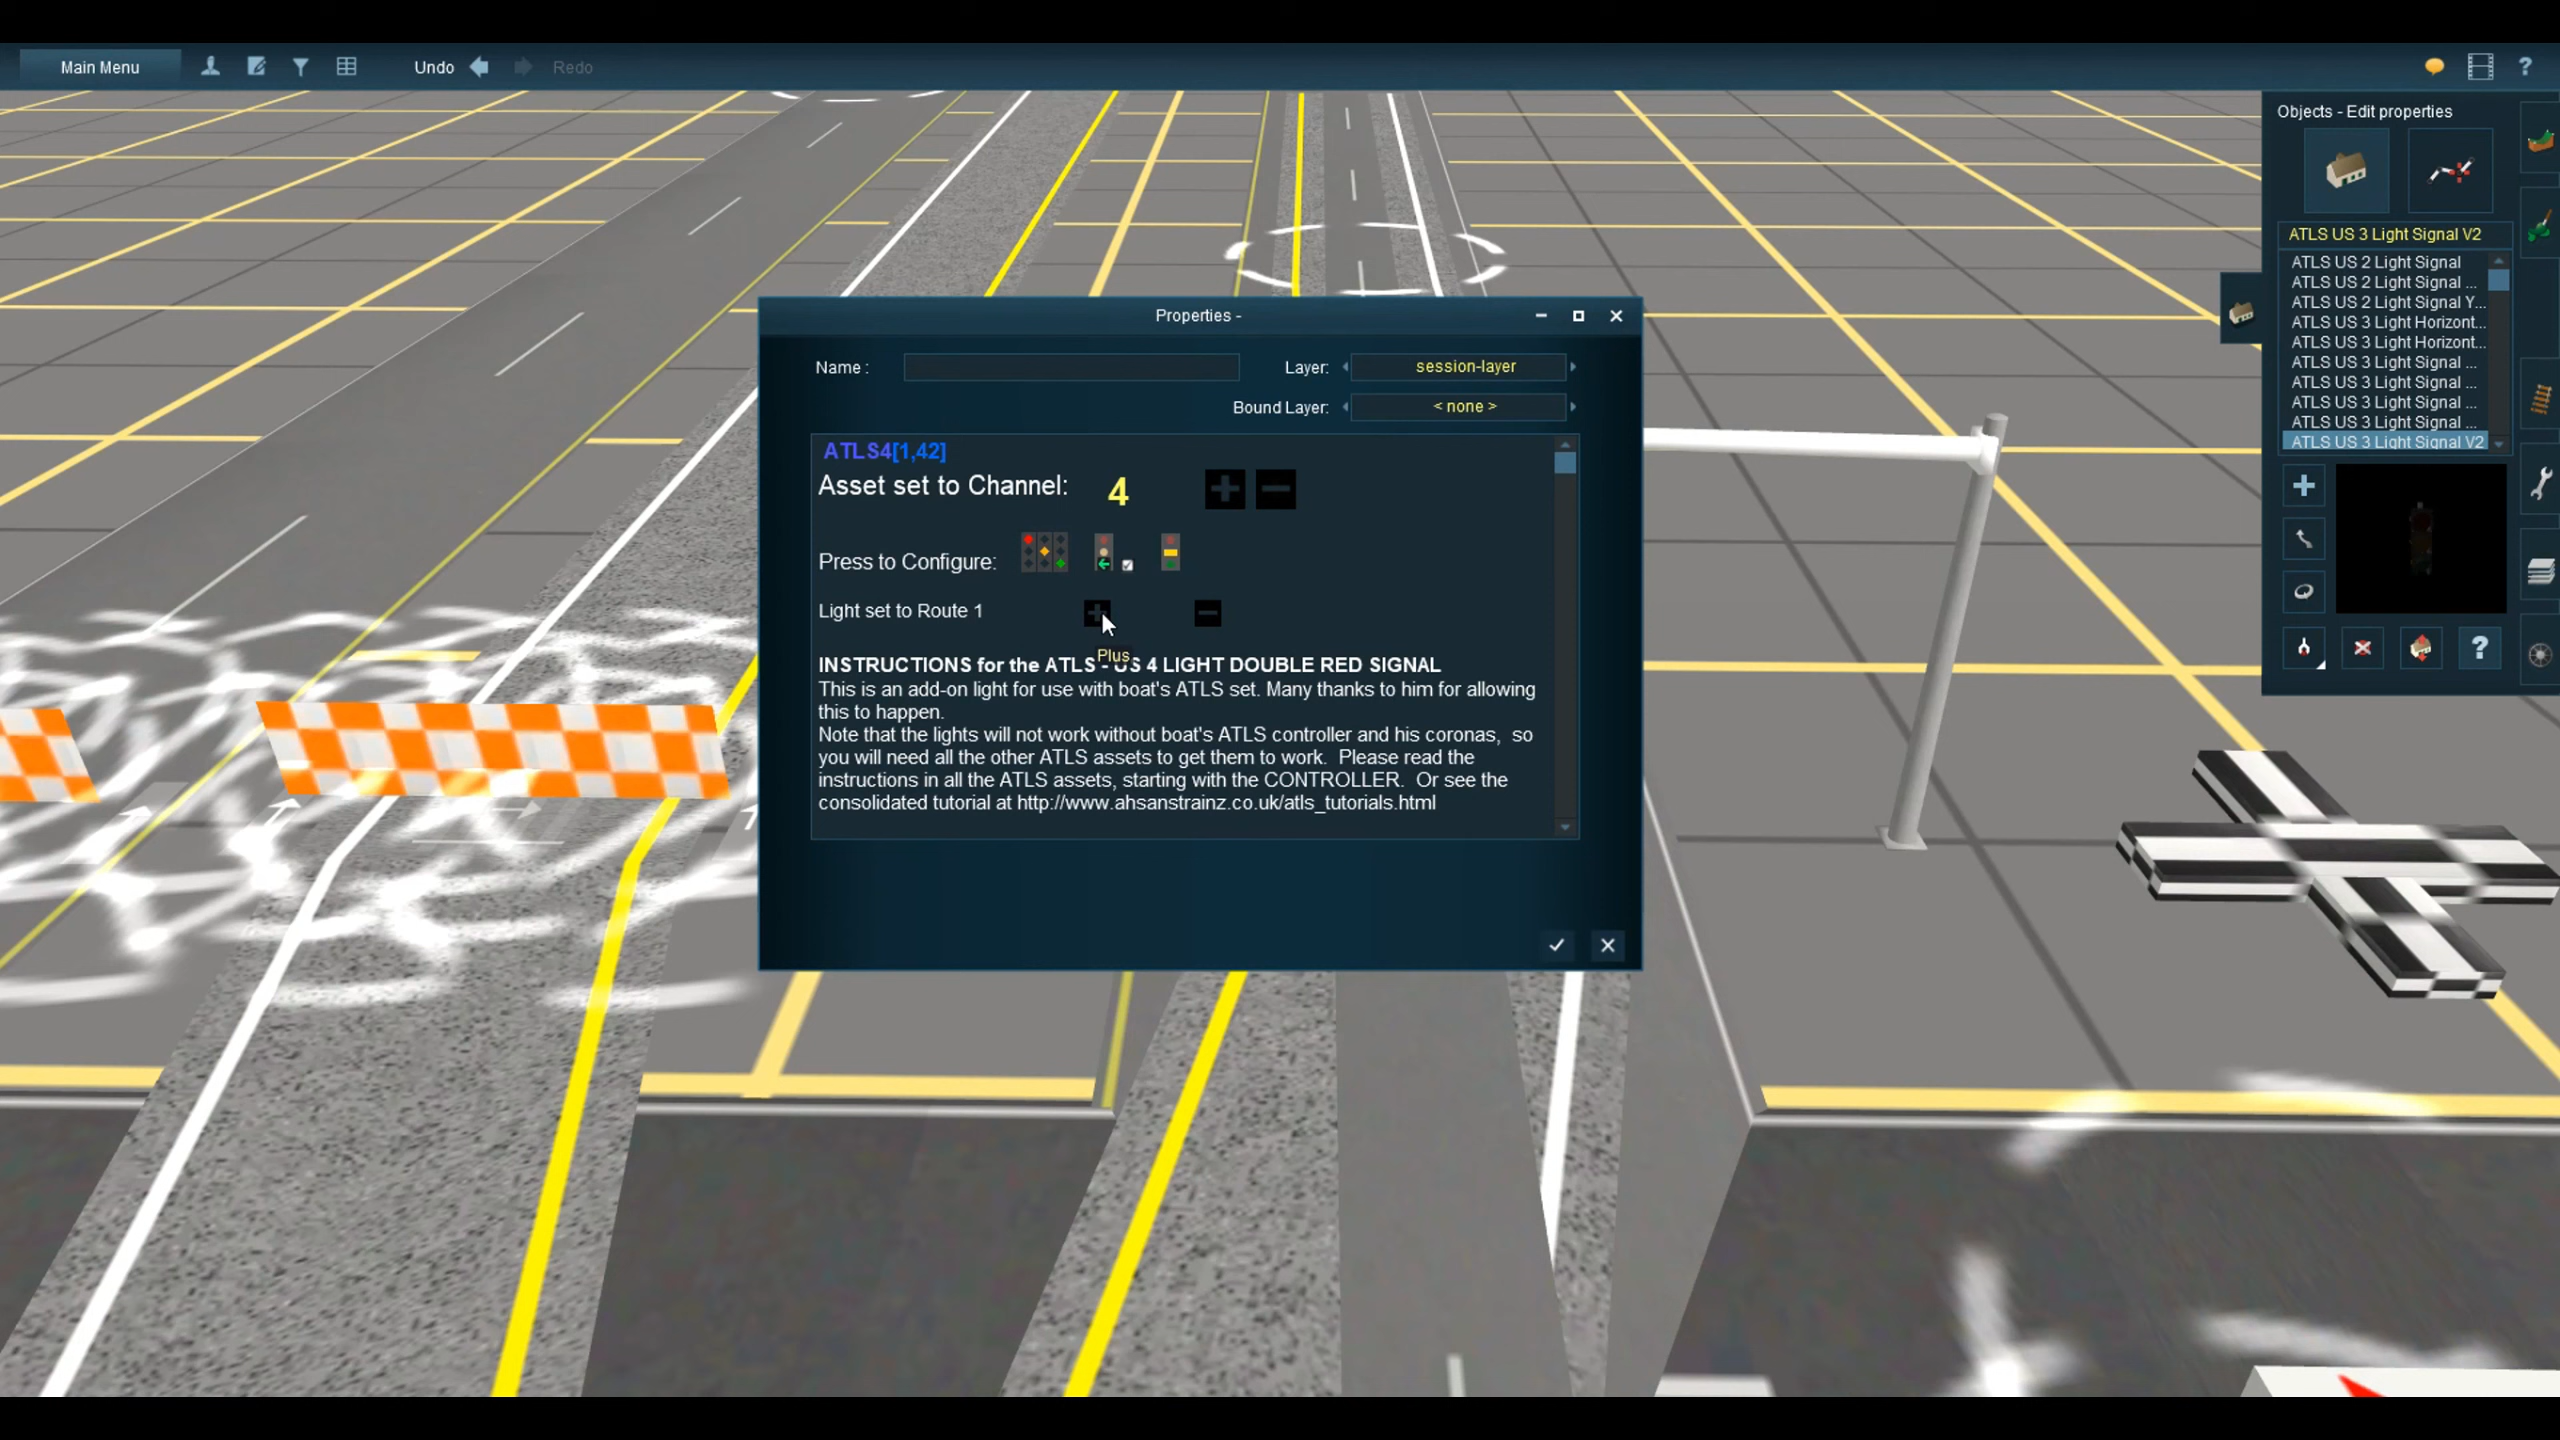 Main Menu
Undo
Redo
?
Objects - Edit properties
ATLS US 3 Light Signal V2
ATLS US 2 Light Signal
ATLS US 2 Light Signal ...
ATLS US 2 Light Signal Y...
ATLS US 3 Light Horizont...
ATLS US 3 Light Horizont...
ATLS US 3 Light Signal ...
ATLS US 3 Light Signal ...
ATLS US 3 Light Signal ...
ATLS US 3 Light Signal ...
ATLS US 3 Light Signal V2
?
Properties -
Name :
Layer:
session-layer
Bound Layer:
< none >
ATLS4[1,42]
Asset set to Channel: 4
Press to Configure:
Light set to Route 1
Plus
INSTRUCTIONS for the ATLS - US 4 LIGHT DOUBLE RED SIGNAL
This is an add-on light for use with boat's ATLS set. Many thanks to him for allowing
this to happen.
Note that the lights will not work without boat's ATLS controller and his coronas, so
you will need all the other ATLS assets to get them to work. Please read the
instructions in all the ATLS assets, starting with the CONTROLLER. Or see the
consolidated tutorial at http://www.ahsanstrainz.co.uk/atls_tutorials.html